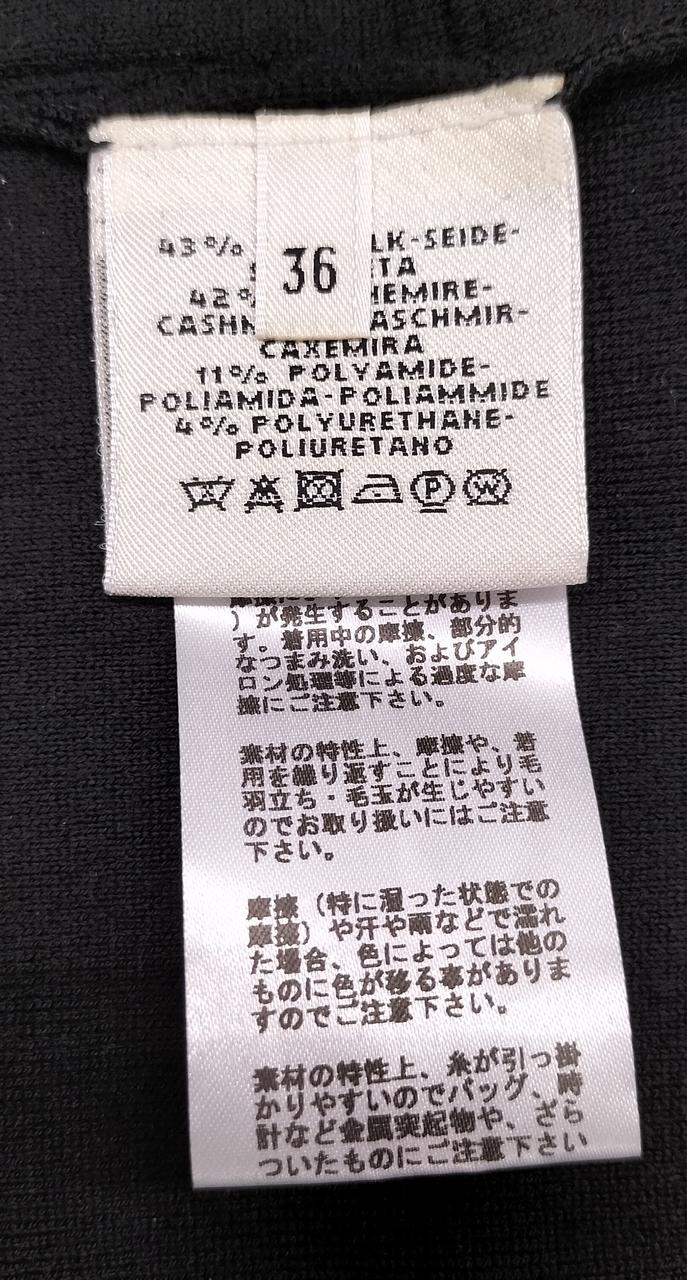 43%
LK-SEIDE-
36
TA
42%
HEMIRE-
CASHM
ASCHMIR-
CAXEMIRA
11% POLYAMIDE-
POLIAMIDA-POLIAMMIDE
4% POLYURETHANE-
POLIURETANO
P W
)が発生することがありま
す。着用中の摩擦、部分的
なつまみ洗い、およびアイ
ロン処理等による過度な摩
擦にご注意下さい。
素材の特性上、摩擦や、着
用を繰り返すことにより毛
羽立ち・毛玉が生じやすい
のでお取り扱いにはご注意
下さい。
摩擦（特に湿った状態での
摩擦）や汗や雨などで濡れ
た場合、色によっては他の
ものに色が移る事がありま
すのでご注意下さい。
素材の特性上、糸が引っ掛
かりやすいのでバッグ、時
計など金属突起物や、ざら
ついたものにご注意下さい